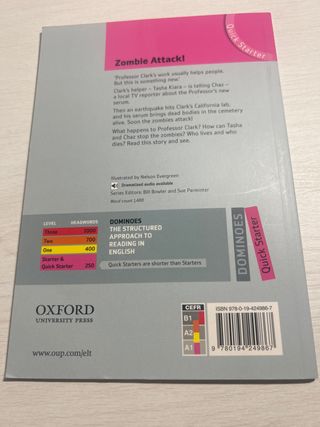 Quick Starter
Zombie Attack!
'Professor Clark's work usually helps people.
But this is something new!'
Clark's helper – Tasha Kiara – is telling Chaz –
a local TV reporter about the Professor's new
serum.
Then an earthquake hits Clark's California lab,
and his serum brings dead bodies in the cemetery
alive. Soon the zombies attack!
What happens to Professor Clark? How can Tasha
and Chaz stop the zombies? Who lives and who
dies? Read this story and see.
Illustrated by Nelson Evergreen
Dramatized audio available
Series Editors: Bill Bowler and Sue Parminter
Word count 1,480
LEVEL HEADWORDS
Three 1000
Two 700
One 400
Starter &
Quick Starter 250
DOMINOES
THE STRUCTURED
APPROACH TO
READING IN
ENGLISH
Quick Starters are shorter than Starters
DOMINOES
Quick Starter
OXFORD
UNIVERSITY PRESS
www.oup.com/elt
CEFR
B1
A2
A1
ISBN 978-0-19-424986-7
9 780194 249867